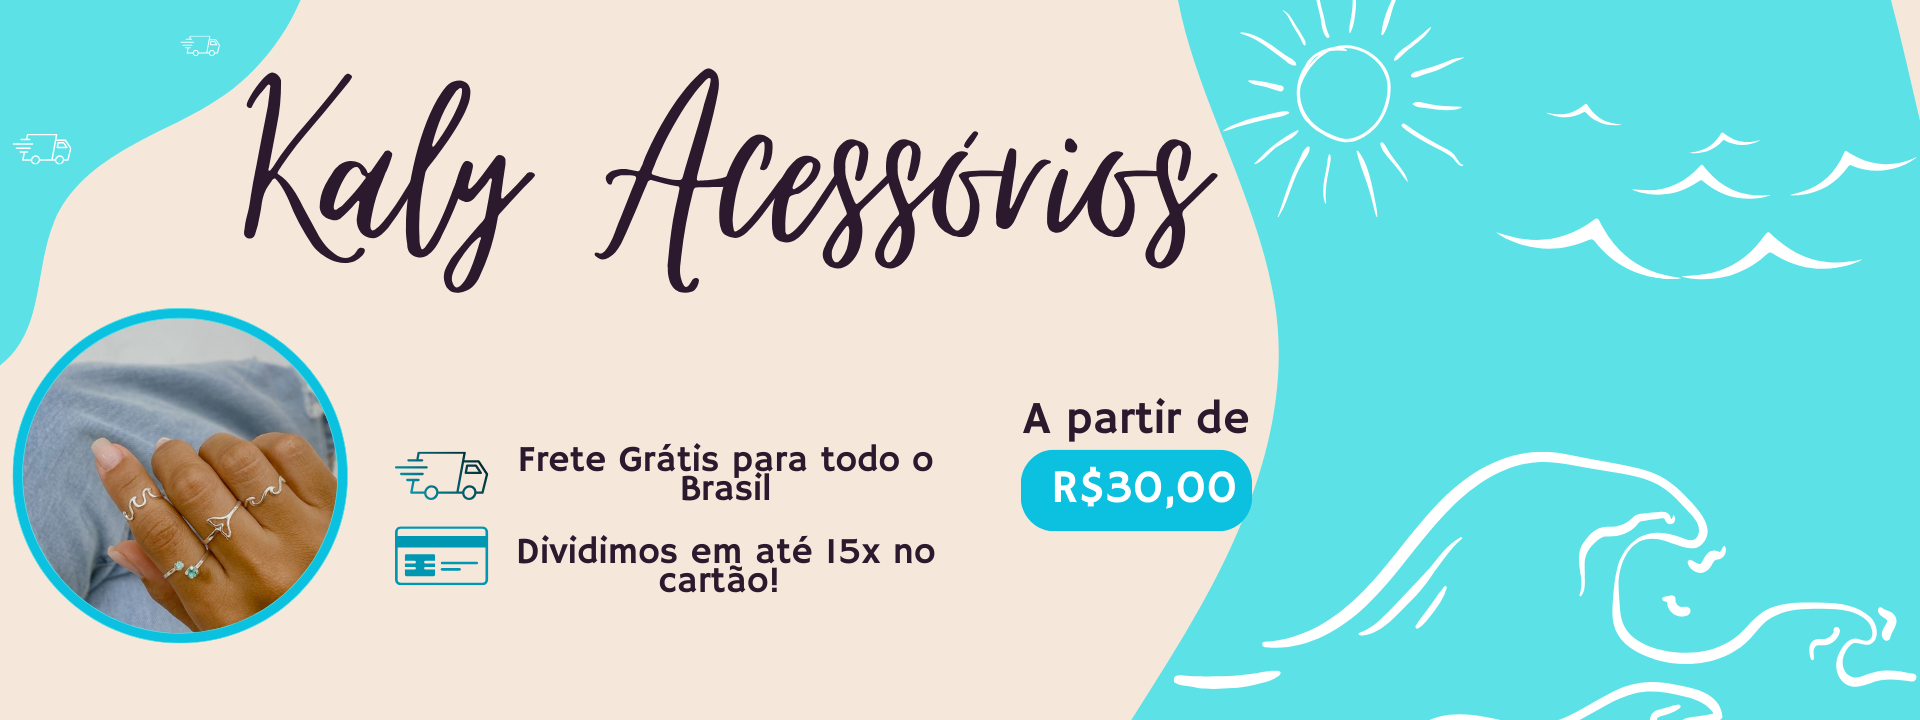 Kaly Acessórios
Frete Grátis para todo o
Brasil
Dividimos em até 15x no
cartão!
A partir de
R$30,00